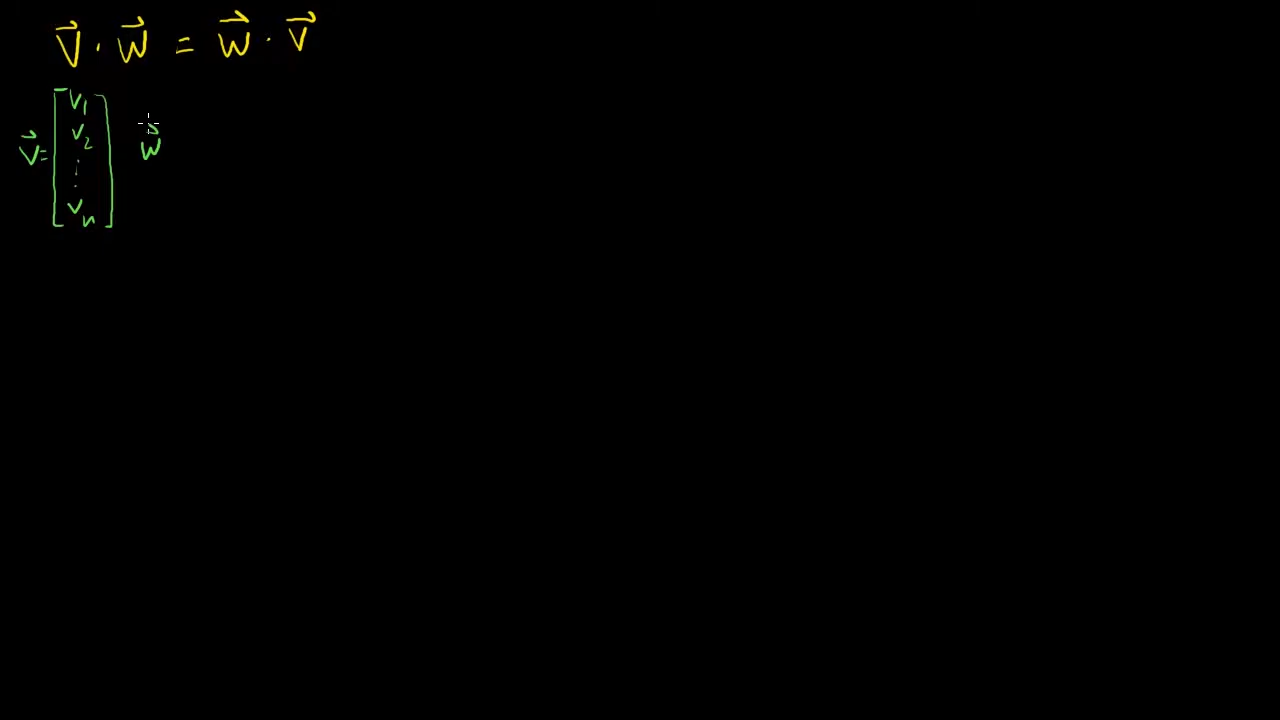 v⃗ · w⃗ = w⃗ · v⃗
v⃗ = [v₁ v₂ ⋮ vₙ] w⃗